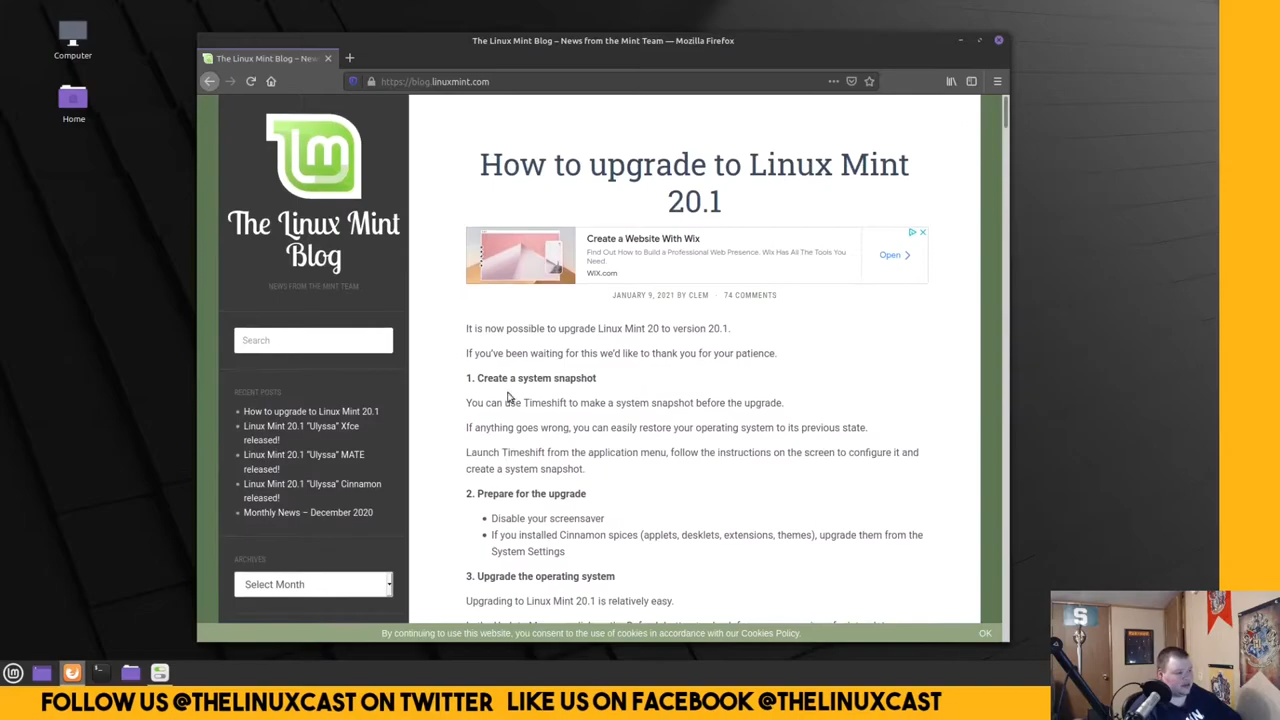 Computer
Home
The Linux Mint Blog – News from the Mint Team — Mozilla Firefox
The Linux Mint Blog – New
https://blog.linuxmint.com
lm
The Linux Mint
Blog
NEWS FROM THE MINT TEAM
Search
RECENT POSTS
How to upgrade to Linux Mint 20.1
Linux Mint 20.1 "Ulyssa" Xfce
released!
Linux Mint 20.1 "Ulyssa" MATE
released!
Linux Mint 20.1 "Ulyssa" Cinnamon
released!
Monthly News – December 2020
ARCHIVES
Select Month
How to upgrade to Linux Mint
20.1
Create a Website With Wix
Find Out How to Build a Professional Web Presence. Wix Has All The Tools You
Need.
WIX.com
Open
JANUARY 9, 2021 BY CLEM · 74 COMMENTS
It is now possible to upgrade Linux Mint 20 to version 20.1.
If you've been waiting for this we'd like to thank you for your patience.
1. Create a system snapshot
You can use Timeshift to make a system snapshot before the upgrade.
If anything goes wrong, you can easily restore your operating system to its previous state.
Launch Timeshift from the application menu, follow the instructions on the screen to configure it and
create a system snapshot.
2. Prepare for the upgrade
Disable your screensaver
If you installed Cinnamon spices (applets, desklets, extensions, themes), upgrade them from the
System Settings
3. Upgrade the operating system
Upgrading to Linux Mint 20.1 is relatively easy.
By continuing to use this website, you consent to the use of cookies in accordance with our Cookies Policy.
OK
S
FOLLOW US @THELINUXCAST ON TWITTER LIKE US ON FACEBOOK @THELINUXCAST